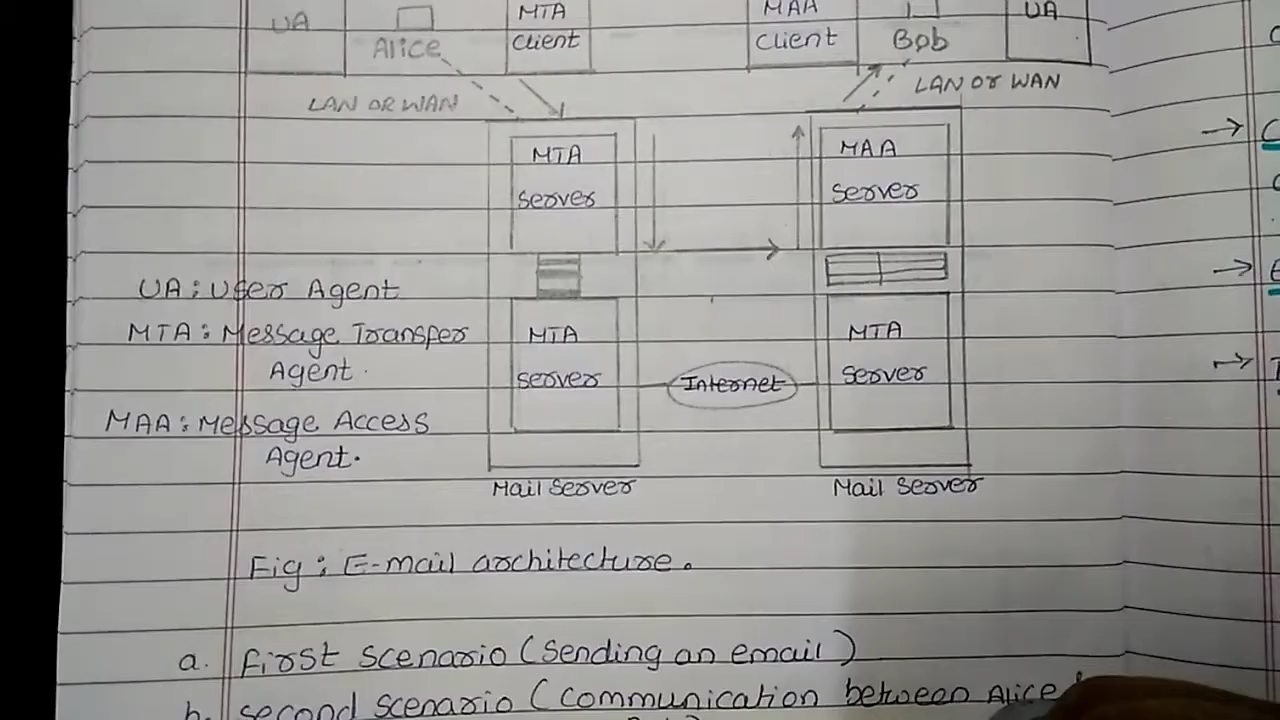 UA
MTA
MAA
UA
Alice
Client
Client
Bob
LAN OR WAN
LAN Or WAN
MTA
Server
MAA
Server
UA : User Agent
MTA : Message Transfer
Agent.
MAA : Message Access
Agent.
MTA
Server
Internet
MTA
Server
Mail Server
Mail Server
Fig : E-mail architecture.
a. First scenario (Sending an email)
b. second scenario (communication between Alice